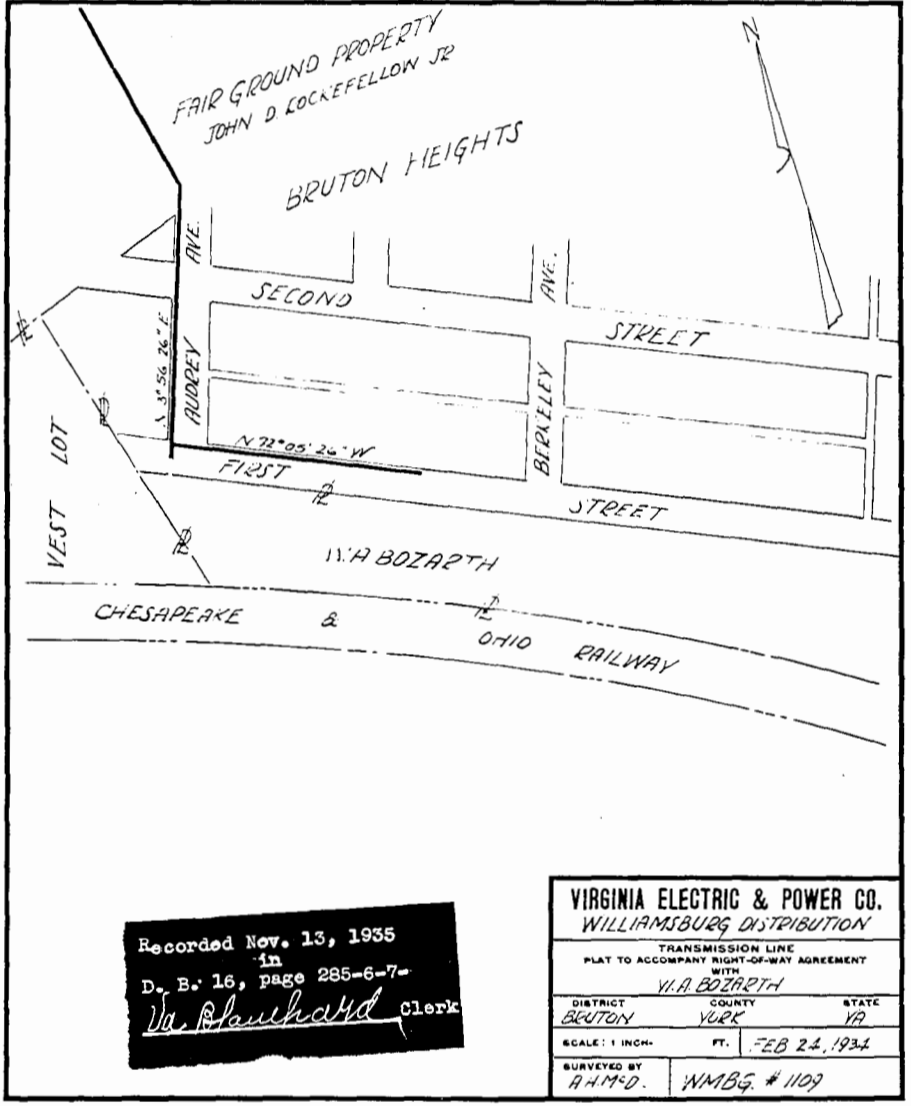 FAIR GROUND PROPERTY
JOHN D. ROCKEFELLOW JR
N
BRUTON HEIGHTS
AVE.
AVE.
SECOND
STREET
3° 56' 26" E
AUDREY
BERKELEY
N 72° 05' 26" W
FIRST
STREET
VEST LOT
W.A BOZARTH
CHESAPEAKE & OHIO RAILWAY
Recorded Nov. 13, 1935
in
D. B. 16, page 285-6-7-
Va. Blanchard Clerk
VIRGINIA ELECTRIC & POWER CO.
WILLIAMSBURG DISTRIBUTION
TRANSMISSION LINE
PLAT TO ACCOMPANY RIGHT-OF-WAY AGREEMENT
WITH
W.A. BOZARTH
DISTRICT COUNTY STATE
BRUTON YORK VA
SCALE: 1 INCH- FT. FEB 24, 1934
SURVEYED BY
A.H.McD. WMBG. # 1109